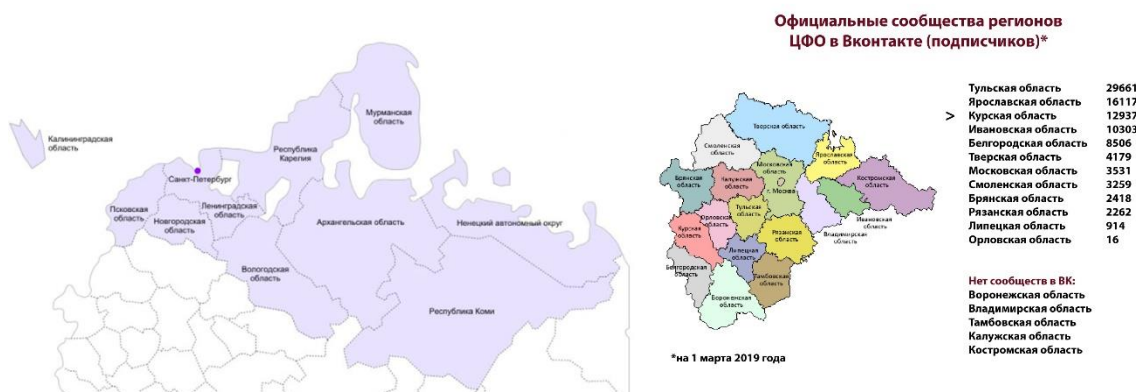 Калининградская
область
Мурманская
область
Республика
Карелия
Санкт-Петербург
Псковская
область
Новгородская
область
Ленинградская
область
Архангельская область
Ненецкий автономный округ
Вологодская
область
Республика Коми
Официальные сообщества регионов
ЦФО в Вконтакте (подписчиков)*
Тверская область
Смоленская
область
Ярославская
область
Московская
область
г. Москва
Костромская
область
Брянская
область
Калужская
область
Тульская
область
Ивановская
область
Орловская
область
Владимирская
область
Рязанская
область
Курская
область
Липецкая
область
Белгородская
область
Тамбовская
область
Воронежская
область
*на 1 марта 2019 года
Тульская область 29661
Ярославская область 16117
> Курская область 12937
Ивановская область 10303
Белгородская область 8506
Тверская область 4179
Московская область 3531
Смоленская область 3259
Брянская область 2418
Рязанская область 2262
Липецкая область 914
Орловская область 16
Нет сообществ в ВК:
Воронежская область
Владимирская область
Тамбовская область
Калужская область
Костромская область